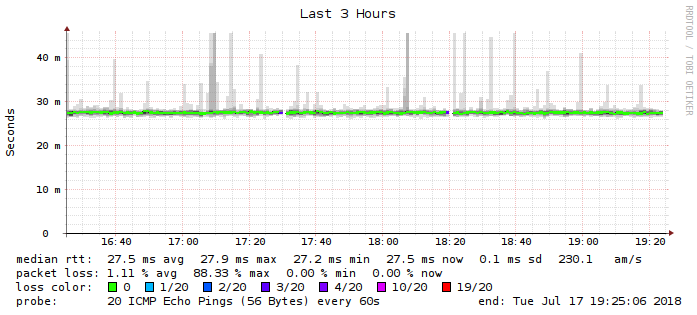 Last 3 Hours
RRDTOOL / TOBI OETIKER
Seconds
40 m
30 m
20 m
10 m
0
16:40 17:00 17:20 17:40 18:00 18:20 18:40 19:00 19:20
median rtt: 27.5 ms avg 27.9 ms max 27.2 ms min 27.5 ms now 0.1 ms sd 230.1 am/s
packet loss: 1.11 % avg 88.33 % max 0.00 % min 0.00 % now
loss color: 0 1/20 2/20 3/20 4/20 10/20 19/20
probe: 20 ICMP Echo Pings (56 Bytes) every 60s end: Tue Jul 17 19:25:06 2018